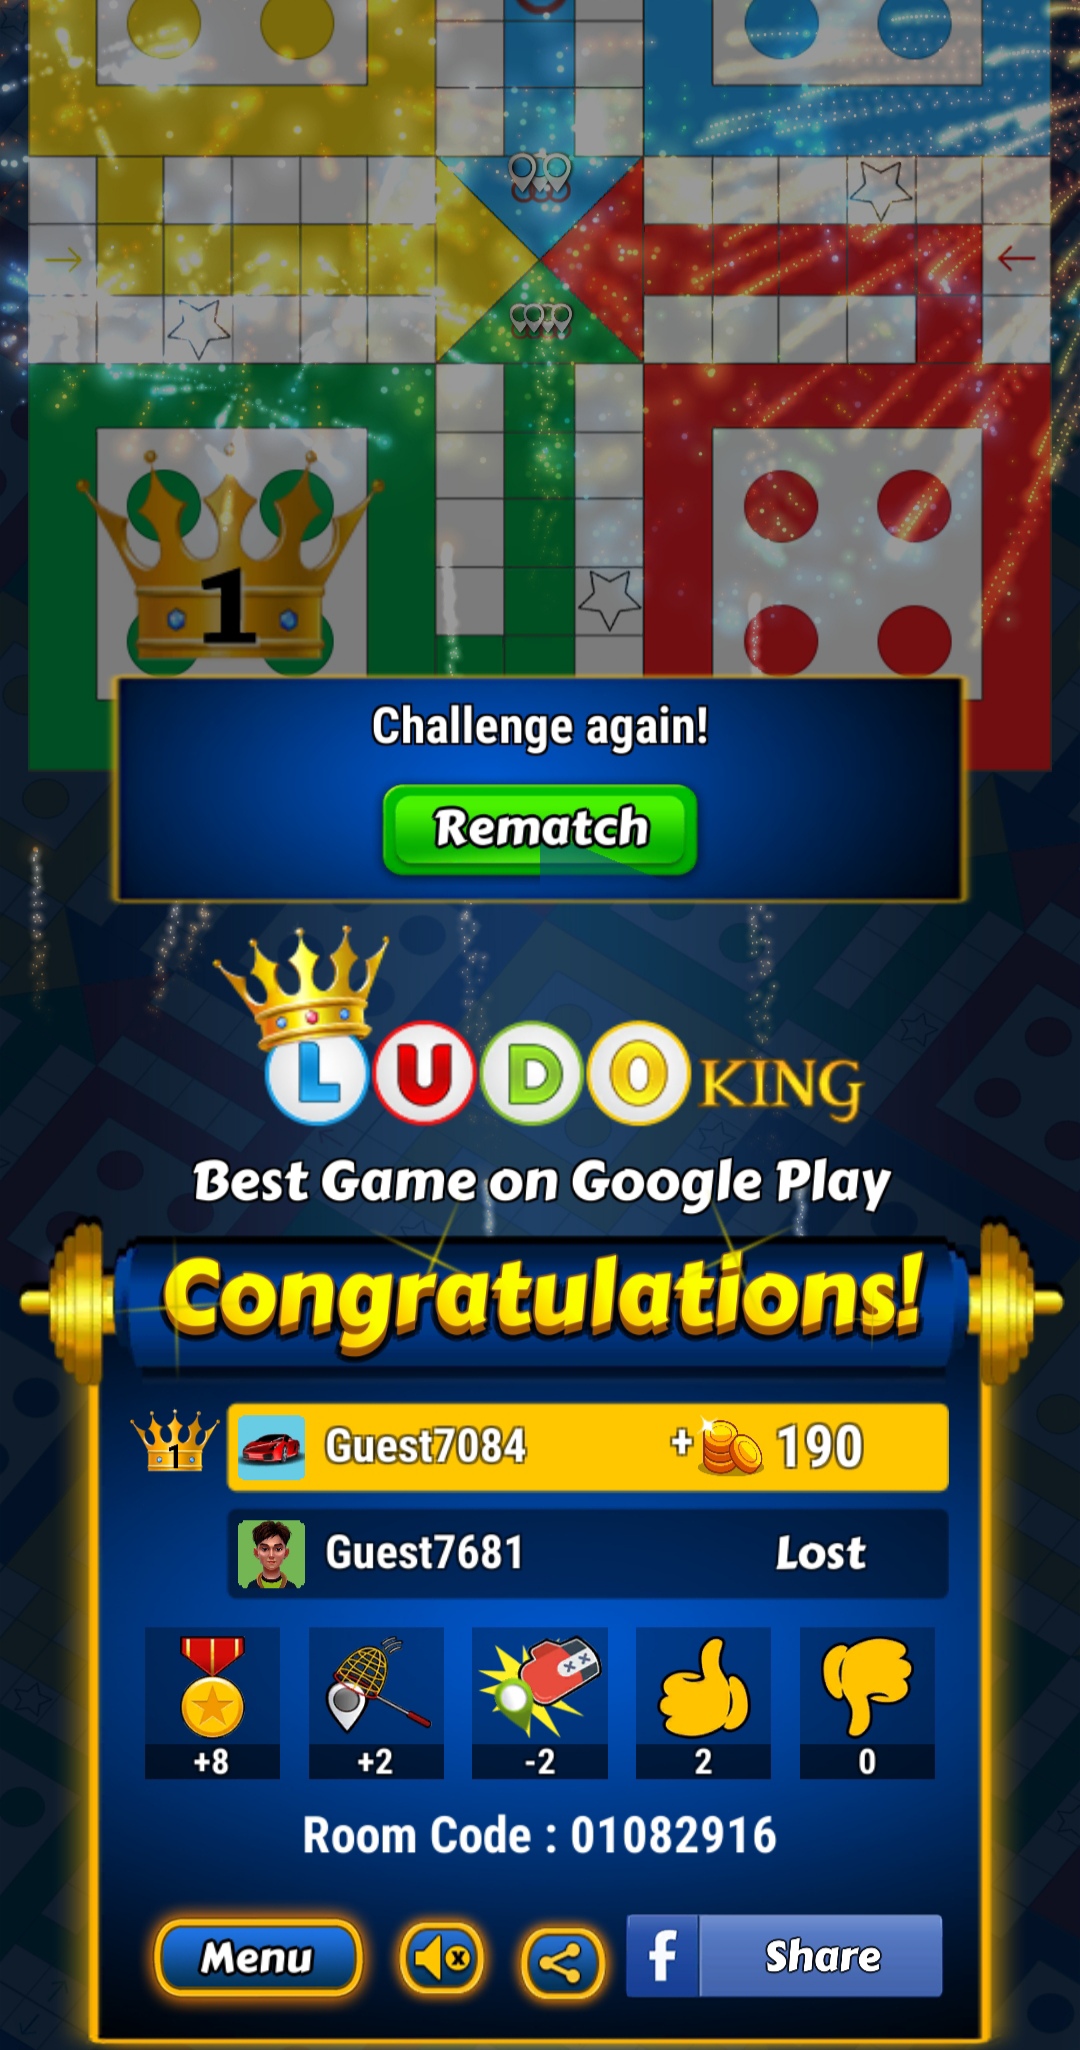 1
Challenge again!
Rematch
LUDO KING
Best Game on Google Play
Congratulations!
1 Guest7084 + 190
Guest7681 Lost
+8 +2 -2 2 0
Room Code : 01082916
Menu x f Share